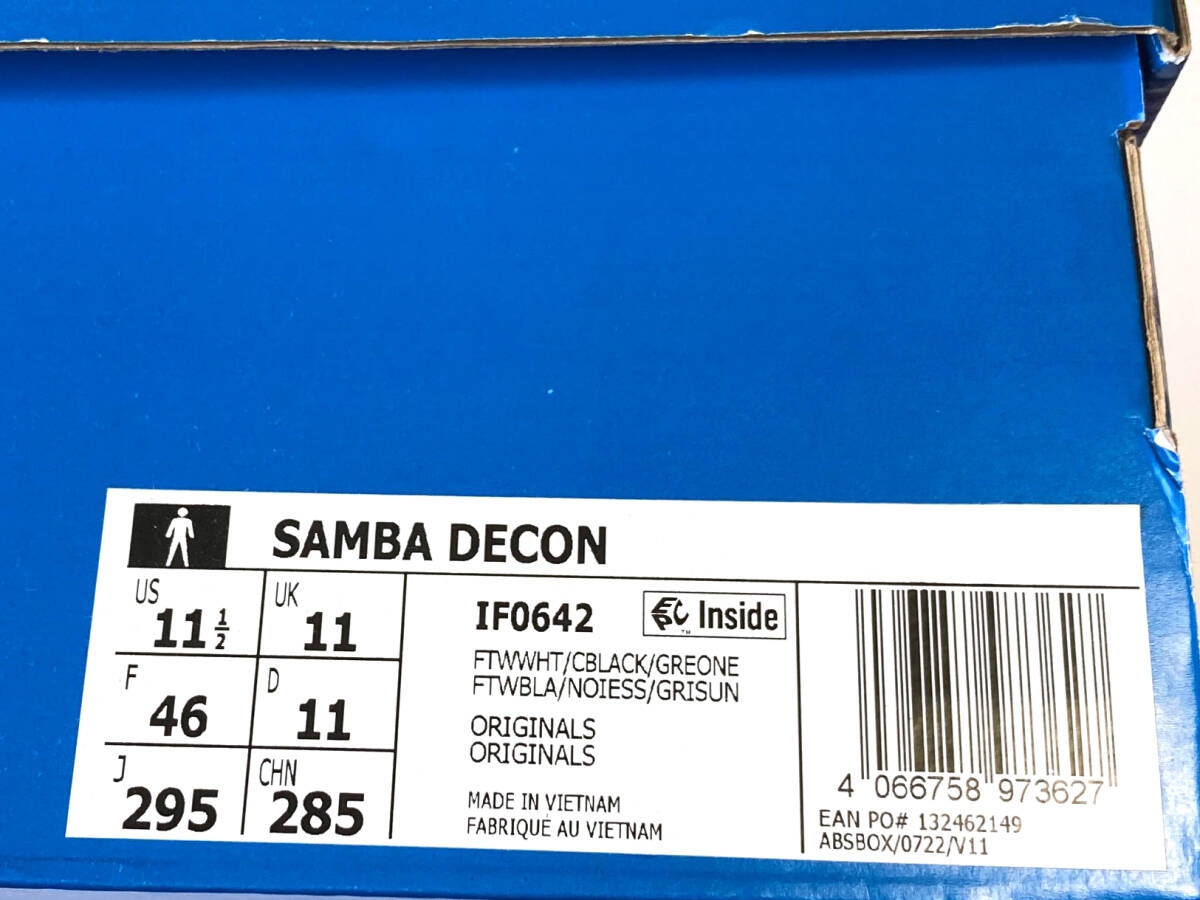 SAMBA DECON
US 11 1/2
UK 11
F 46
D 11
J 295
CHN 285
IF0642
EPC™ Inside
FTWWHT/CBLACK/GREONE
FTWBLA/NOIESS/GRISUN
ORIGINALS
ORIGINALS
MADE IN VIETNAM
FABRIQUÉ AU VIETNAM
4 066758 973627
EAN PO# 132462149
ABSBOX/0722/V11